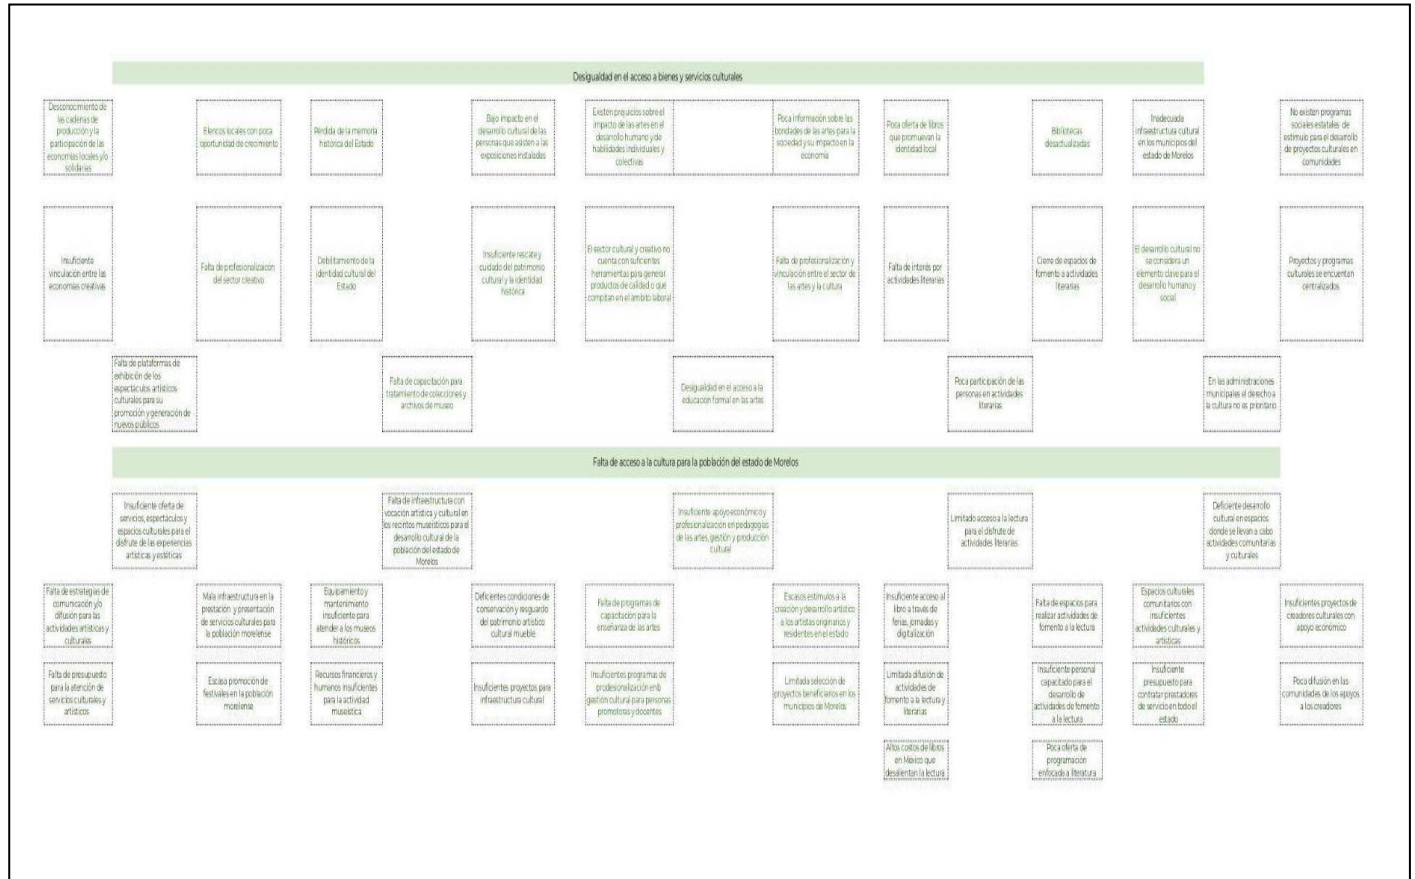 Desigualdad en el acceso a bienes y servicios culturales
Desconocimiento de
las cadenas de
producción y la
participación de las
economías locales y/o
solidarias
Elencos locales con poca
oportunidad de crecimiento
Pérdida de la memoria
histórica del Estado
Bajo impacto en el
desarrollo cultural de las
personas que asisten a las
exposiciones instaladas
Existen prejuicios sobre el
impacto de las artes en el
desarrollo humano y de
habilidades individuales y
colectivas
Poca información sobre las
bondades de las artes para la
sociedad y su impacto en la
economía
Poca oferta de libros
que promuevan la
identidad local
Bibliotecas
desactualizadas
Inadecuada
infraestructura cultural
en los municipios del
estado de Morelos
No existen programas
sociales estatales de
estímulo para el desarrollo
de proyectos culturales en
comunidades
Insuficiente
vinculación entre las
economías creativas
Falta de profesionalización
del sector creativo
Debilitamiento de la
identidad cultural del
Estado
Insuficiente rescate y
cuidado del patrimonio
cultural y la identidad
histórica
El sector cultural y creativo no
cuenta con suficientes
herramientas para generar
productos de calidad o que
compitan en el ámbito laboral
Falta de profesionalización y
vinculación entre el sector de
las artes y la cultura
Falta de interés por
actividades literarias
Cierre de espacios de
fomento a actividades
literarias
El desarrollo cultural no
se considera un
elemento clave para el
desarrollo humano y
social
Proyectos y programas
culturales se encuentan
centralizados
Falta de plataformas de
exhibición de los
espectáculos artísticos
culturales para su
promoción y generación de
nuevos públicos
Falta de capacitación para
tratamiento de colecciones y
archivos de museo
Desigualdad en el acceso a la
educación formal en las artes
Poca participación de las
personas en actividades
literarias
En las administraciones
municipales el derecho a
la cultura no es prioritario
Falta de acceso a la cultura para la población del estado de Morelos
Insuficiente oferta de
servicios, espectáculos y
espacios culturales para el
disfrute de las experiencias
artísticas y estéticas
Falta de infraestructura con
vocación artística y cultural en
los recintos museísticos para el
desarrollo cultural de la
población del estado de
Morelos
Insuficiente apoyo económico y
profesionalización en pedagogías
de las artes, gestión y producción
cultural
Limitado acceso a la lectura
para el disfrute de
actividades literarias
Deficiente desarrollo
cultural en espacios
donde se llevan a cabo
actividades comunitarias
y culturales
Falta de estrategias de
comunicación y/o
difusión para las
actividades artísticas y
culturales
Mala infraestructura en la
prestación y presentación
de servicios culturales para
la población morelense
Equipamiento y
mantenimiento
insuficiente para
atender a los museos
históricos
Deficientes condiciones de
conservación y resguardo
del patrimonio artístico
cultural mueble
Falta de programas de
capacitación para la
enseñanza de las artes
Escasos estímulos a la
creación y desarrollo artístico
a los artistas originarios y
residentes en el estado
Insuficiente acceso al
libro a través de
ferias, jornadas y
digitalización
Falta de espacios para
realizar actividades de
fomento a la lectura
Espacios culturales
comunitarios con
insuficientes
actividades culturales y
artísticas
Insuficientes proyectos de
creadores culturales con
apoyo económico
Falta de presupuesto
para la atención de
servicios culturales y
artísticos
Escasa promoción de
festivales en la población
morelense
Recursos financieros y
humanos insuficientes
para la actividad
museística
Insuficientes proyectos para
infraestructura cultural
Insuficientes programas de
prodesionalización enb
gestión cultural para personas
promotoras y docentes
Limitada selección de
proyectos beneficiarios en los
municipios de Morelos
Limitada difusión de
actividades de
fomento a la lectura y
literarias
Insuficiente personal
capacitado para el
desarrollo de
actividades de fomento
a la lectura
Insuficiente
presupuesto para
contratar prestadores
de servicio en todo el
estado
Poca difusión en las
comunidades de los apoyos
a los creadores
Altos costos de libros
en México que
desalientan la lectura
Poca oferta de
programación
enfocada a literatura